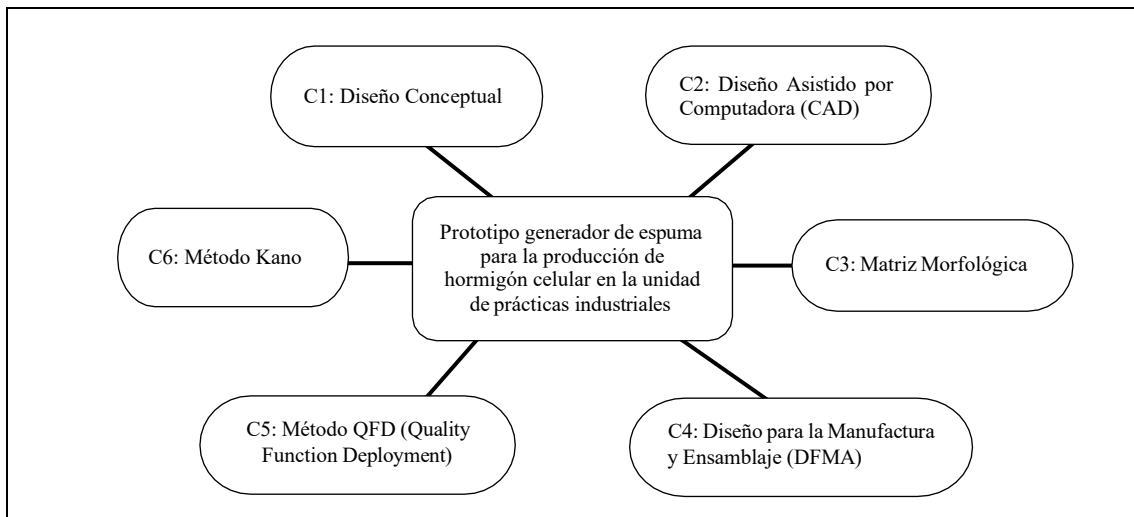 C1: Diseño Conceptual
C2: Diseño Asistido por
Computadora (CAD)
Prototipo generador de espuma
para la producción de
hormigón celular en la unidad
de prácticas industriales
C6: Método Kano
C3: Matriz Morfológica
C5: Método QFD (Quality
Function Deployment)
C4: Diseño para la Manufactura
y Ensamblaje (DFMA)